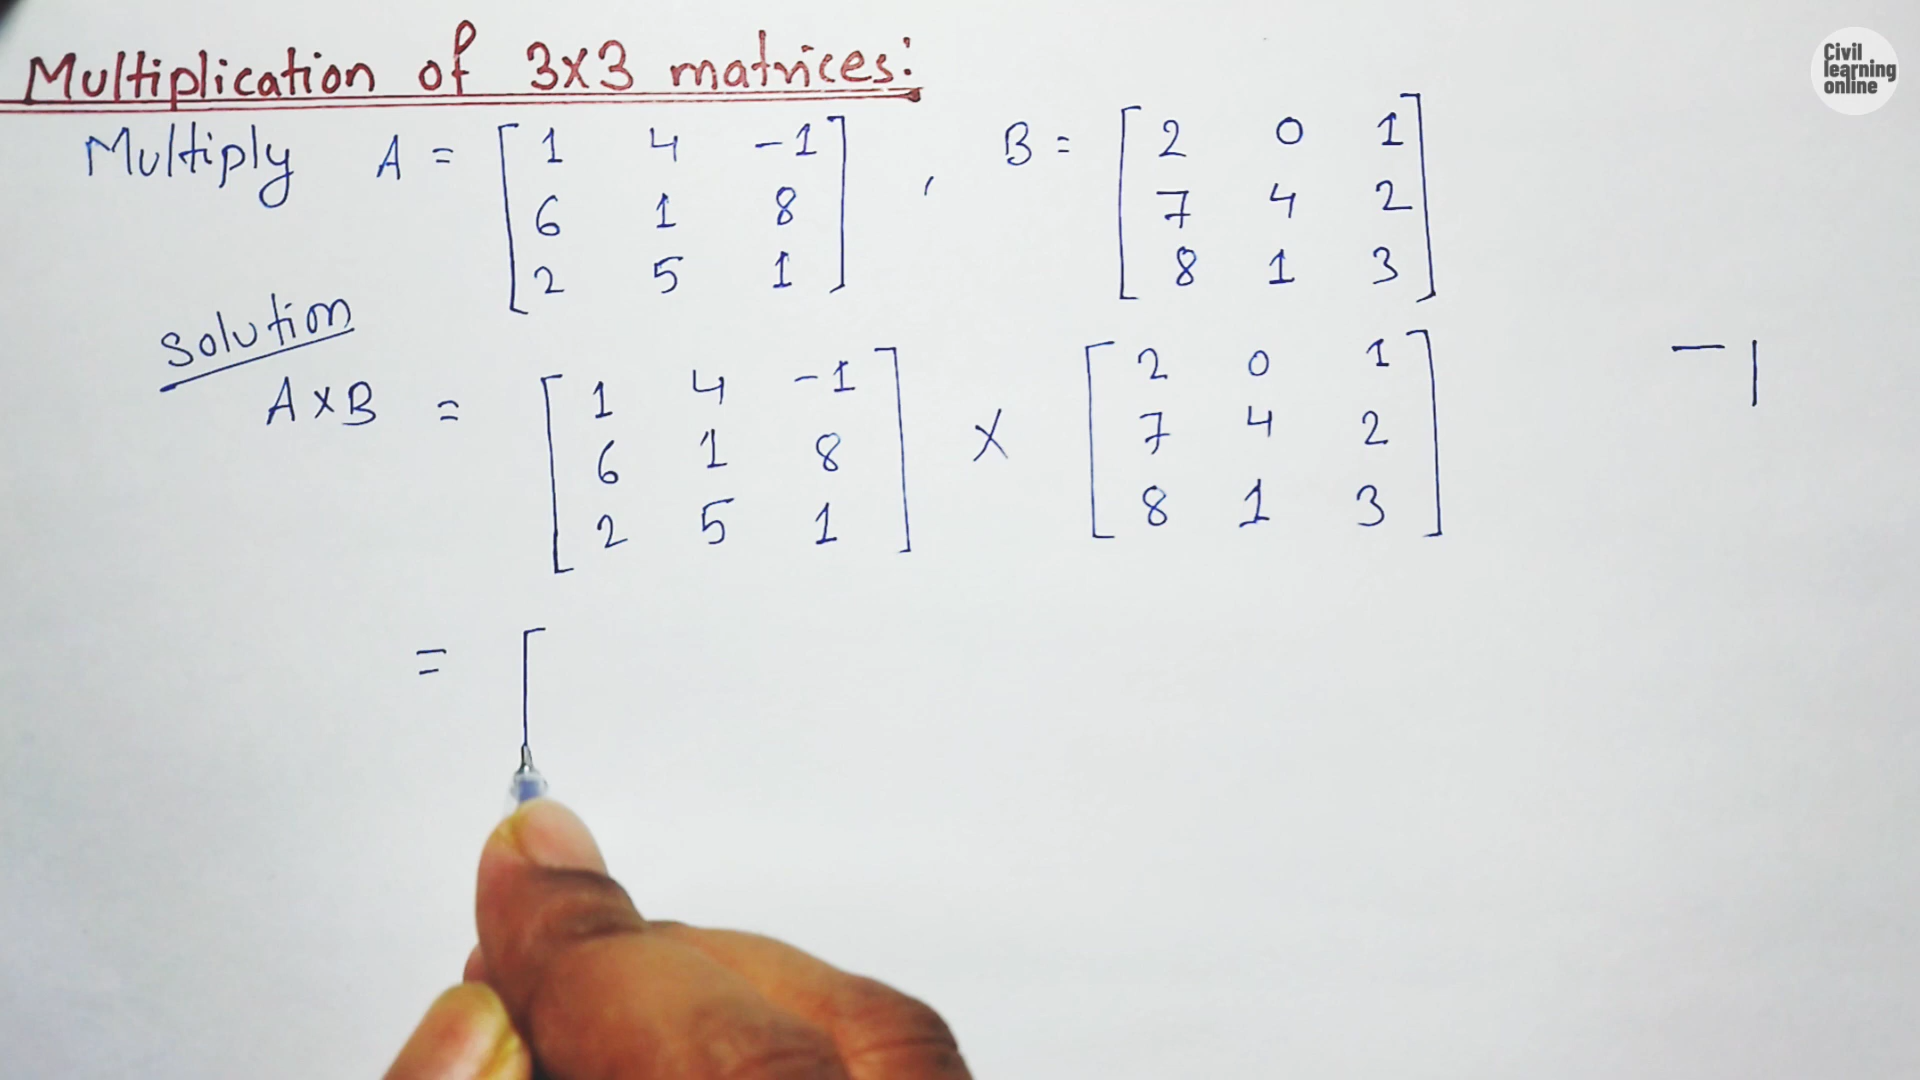 Multiplication of 3x3 matrices:
Civil
learning
online
Multiply A = [ 1 4 -1 ] , B = [ 2 0 1 ]
6 1 8 7 4 2
2 5 1 8 1 3
Solution
A x B = [ 1 4 -1 ] x [ 2 0 1 ] -1
6 1 8 7 4 2
2 5 1 8 1 3
= [